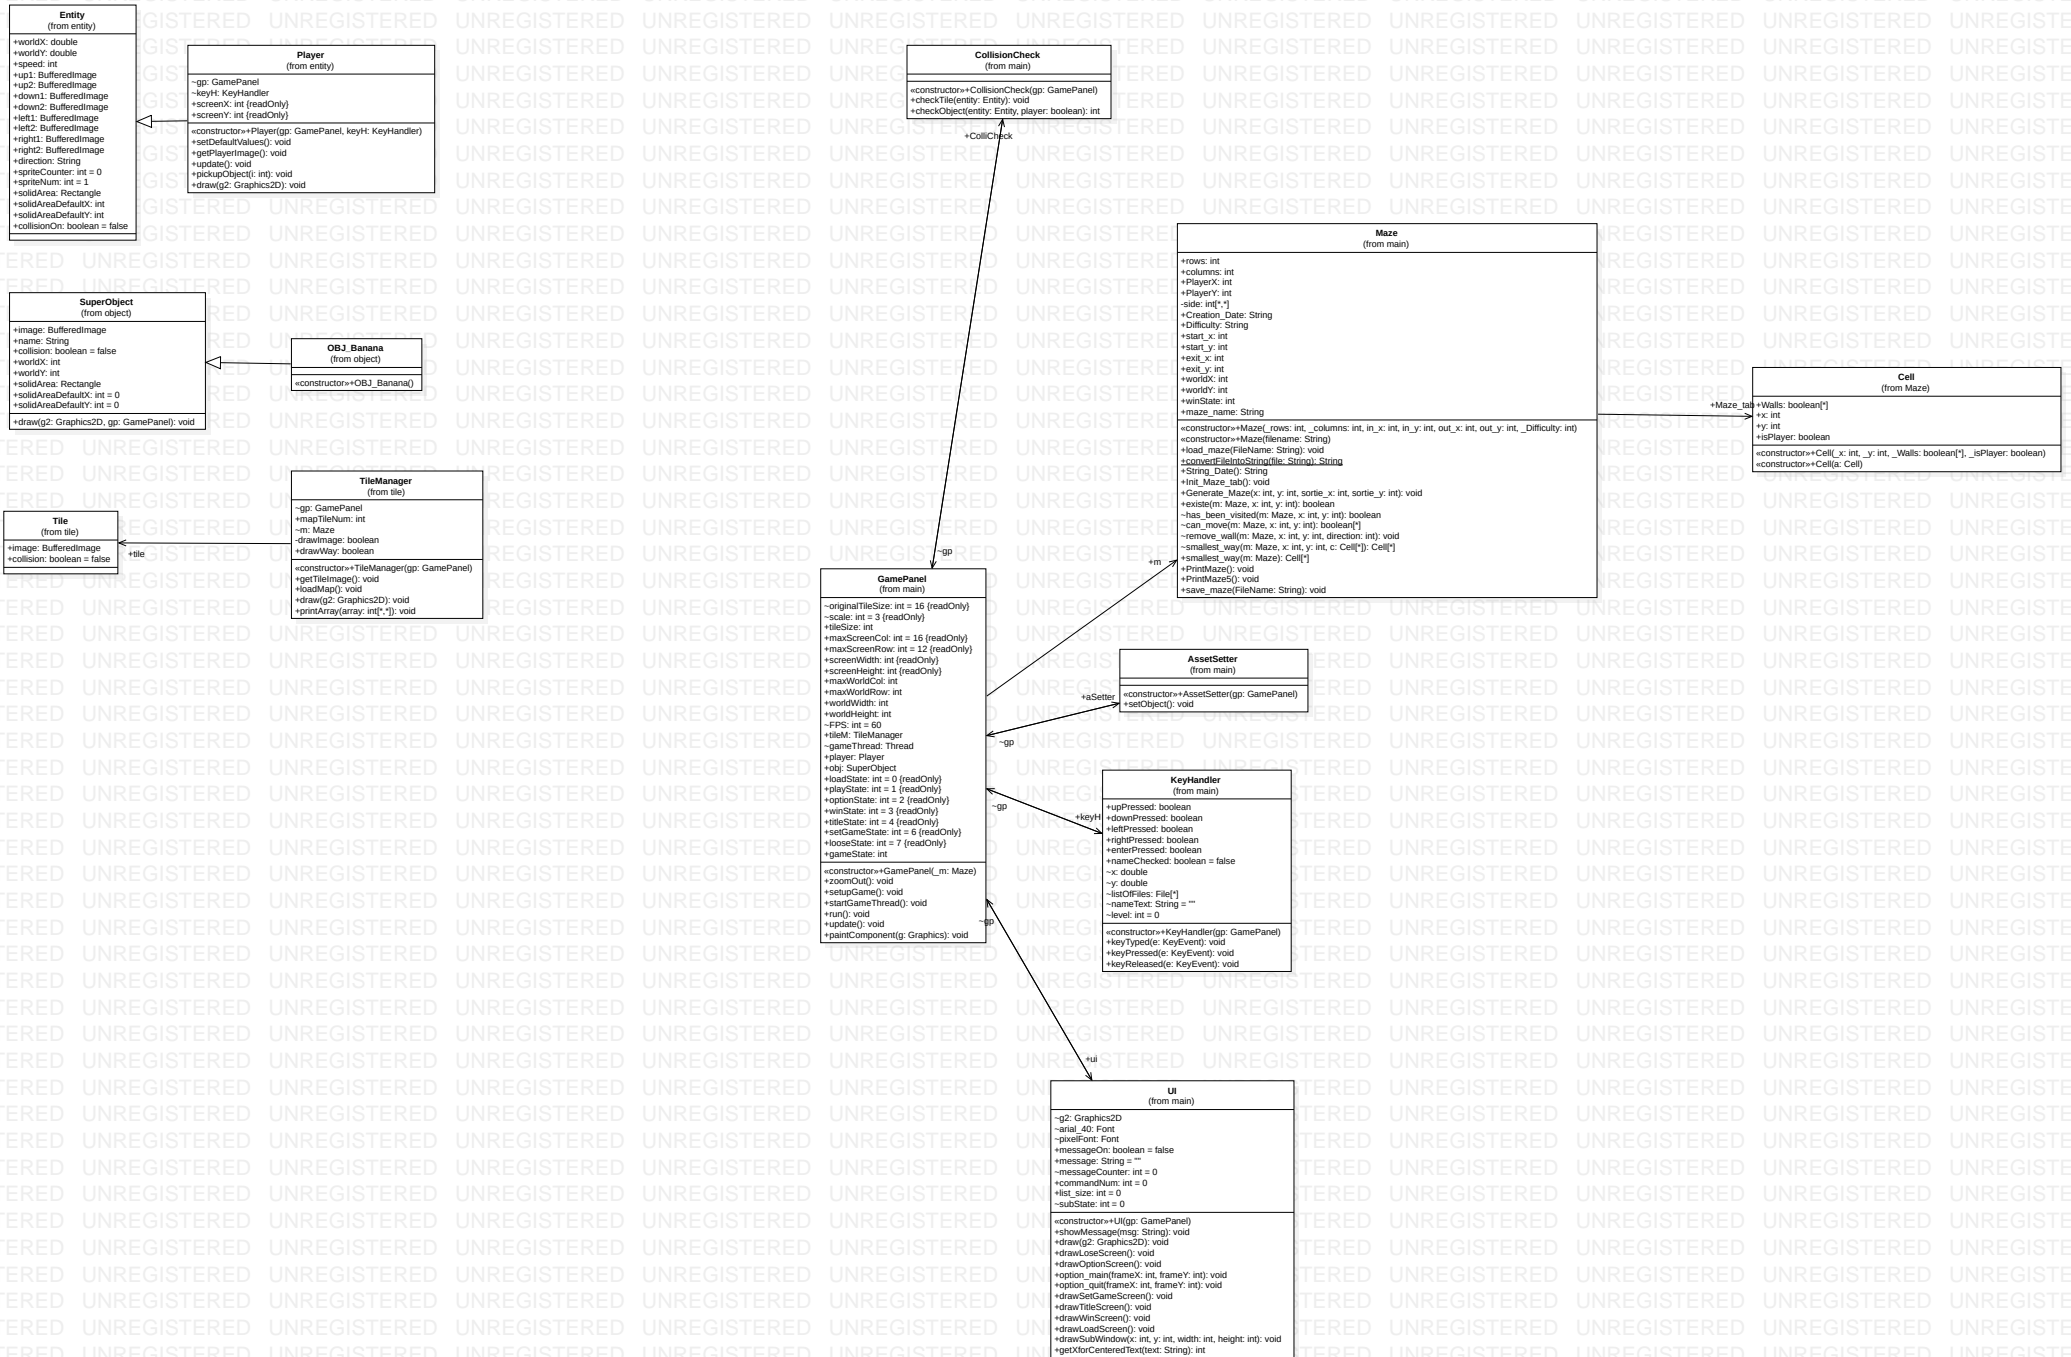 Entity
(from entity)
+worldX: double
+worldY: double
+speed: int
+up1: BufferedImage
+up2: BufferedImage
+down1: BufferedImage
+down2: BufferedImage
+left1: BufferedImage
+left2: BufferedImage
+right1: BufferedImage
+right2: BufferedImage
+direction: String
+spriteCounter: int = 0
+spriteNum: int = 1
+solidArea: Rectangle
+solidAreaDefaultX: int
+solidAreaDefaultY: int
+collisionOn: boolean = false
Player
(from entity)
~gp: GamePanel
~keyH: KeyHandler
+screenX: int {readOnly}
+screenY: int {readOnly}
«constructor»+Player(gp: GamePanel, keyH: KeyHandler)
+setDefaultValues(): void
+getPlayerImage(): void
+update(): void
+pickupObject(i: int): void
+draw(g2: Graphics2D): void
SuperObject
(from object)
+image: BufferedImage
+name: String
+collision: boolean = false
+worldX: int
+worldY: int
+solidArea: Rectangle
+solidAreaDefaultX: int = 0
+solidAreaDefaultY: int = 0
+draw(g2: Graphics2D, gp: GamePanel): void
OBJ_Banana
(from object)
«constructor»+OBJ_Banana()
Tile
(from tile)
+image: BufferedImage
+collision: boolean = false
+tile
TileManager
(from tile)
~gp: GamePanel
+mapTileNum: int
~m: Maze
-drawImage: boolean
+drawWay: boolean
«constructor»+TileManager(gp: GamePanel)
+getTileImage(): void
+loadMap(): void
+draw(g2: Graphics2D): void
+printArray(array: int[*,*]): void
CollisionCheck
(from main)
«constructor»+CollisionCheck(gp: GamePanel)
+checkTile(entity: Entity): void
+checkObject(entity: Entity, player: boolean): int
+ColliCheck
~gp
GamePanel
(from main)
~originalTileSize: int = 16 {readOnly}
~scale: int = 3 {readOnly}
+tileSize: int
+maxScreenCol: int = 16 {readOnly}
+maxScreenRow: int = 12 {readOnly}
+screenWidth: int {readOnly}
+screenHeight: int {readOnly}
+maxWorldCol: int
+maxWorldRow: int
+worldWidth: int
+worldHeight: int
~FPS: int = 60
+tileM: TileManager
~gameThread: Thread
+player: Player
+obj: SuperObject
+loadState: int = 0 {readOnly}
+playState: int = 1 {readOnly}
+optionState: int = 2 {readOnly}
+winState: int = 3 {readOnly}
+titleState: int = 4 {readOnly}
+setGameState: int = 6 {readOnly}
+looseState: int = 7 {readOnly}
+gameState: int
«constructor»+GamePanel(_m: Maze)
+zoomOut(): void
+setupGame(): void
+startGameThread(): void
+run(): void
+update(): void
+paintComponent(g: Graphics): void
+m
Maze
(from main)
+rows: int
+columns: int
+PlayerX: int
+PlayerY: int
-side: int[*,*]
+Creation_Date: String
+Difficulty: String
+start_x: int
+start_y: int
+exit_x: int
+exit_y: int
+worldX: int
+worldY: int
+winState: int
+maze_name: String
«constructor»+Maze(_rows: int, _columns: int, in_x: int, in_y: int, out_x: int, out_y: int, _Difficulty: int)
«constructor»+Maze(filename: String)
+load_maze(FileName: String): void
+convertFileIntoString(file: String): String
+String_Date(): String
+Init_Maze_tab(): void
+Generate_Maze(x: int, y: int, sortie_x: int, sortie_y: int): void
+existe(m: Maze, x: int, y: int): boolean
~has_been_visited(m: Maze, x: int, y: int): boolean
~can_move(m: Maze, x: int, y: int): boolean[*]
~remove_wall(m: Maze, x: int, y: int, direction: int): void
~smallest_way(m: Maze, x: int, y: int, c: Cell[*]): Cell[*]
+smallest_way(m: Maze): Cell[*]
+PrintMaze(): void
+PrintMaze5(): void
+save_maze(FileName: String): void
+Maze_tab
Cell
(from Maze)
+Walls: boolean[*]
+x: int
+y: int
+isPlayer: boolean
«constructor»+Cell(_x: int, _y: int, _Walls: boolean[*], _isPlayer: boolean)
«constructor»+Cell(a: Cell)
AssetSetter
(from main)
«constructor»+AssetSetter(gp: GamePanel)
+setObject(): void
+aSetter
~gp
KeyHandler
(from main)
+upPressed: boolean
+downPressed: boolean
+leftPressed: boolean
+rightPressed: boolean
+enterPressed: boolean
+nameChecked: boolean = false
~x: double
~y: double
~listOfFiles: File[*]
~nameText: String = ""
~level: int = 0
«constructor»+KeyHandler(gp: GamePanel)
+keyTyped(e: KeyEvent): void
+keyPressed(e: KeyEvent): void
+keyReleased(e: KeyEvent): void
~gp
+keyH
~gp
+ui
UI
(from main)
~g2: Graphics2D
~arial_40: Font
~pixelFont: Font
+messageOn: boolean = false
+message: String = ""
~messageCounter: int = 0
+commandNum: int = 0
+list_size: int = 0
~subState: int = 0
«constructor»+UI(gp: GamePanel)
+showMessage(msg: String): void
+draw(g2: Graphics2D): void
+drawLoseScreen(): void
+drawOptionScreen(): void
+option_main(frameX: int, frameY: int): void
+option_quit(frameX: int, frameY: int): void
+drawSetGameScreen(): void
+drawTitleScreen(): void
+drawWinScreen(): void
+drawLoadScreen(): void
+drawSubWindow(x: int, y: int, width: int, height: int): void
+getXforCenteredText(text: String): int
UNREGISTERED